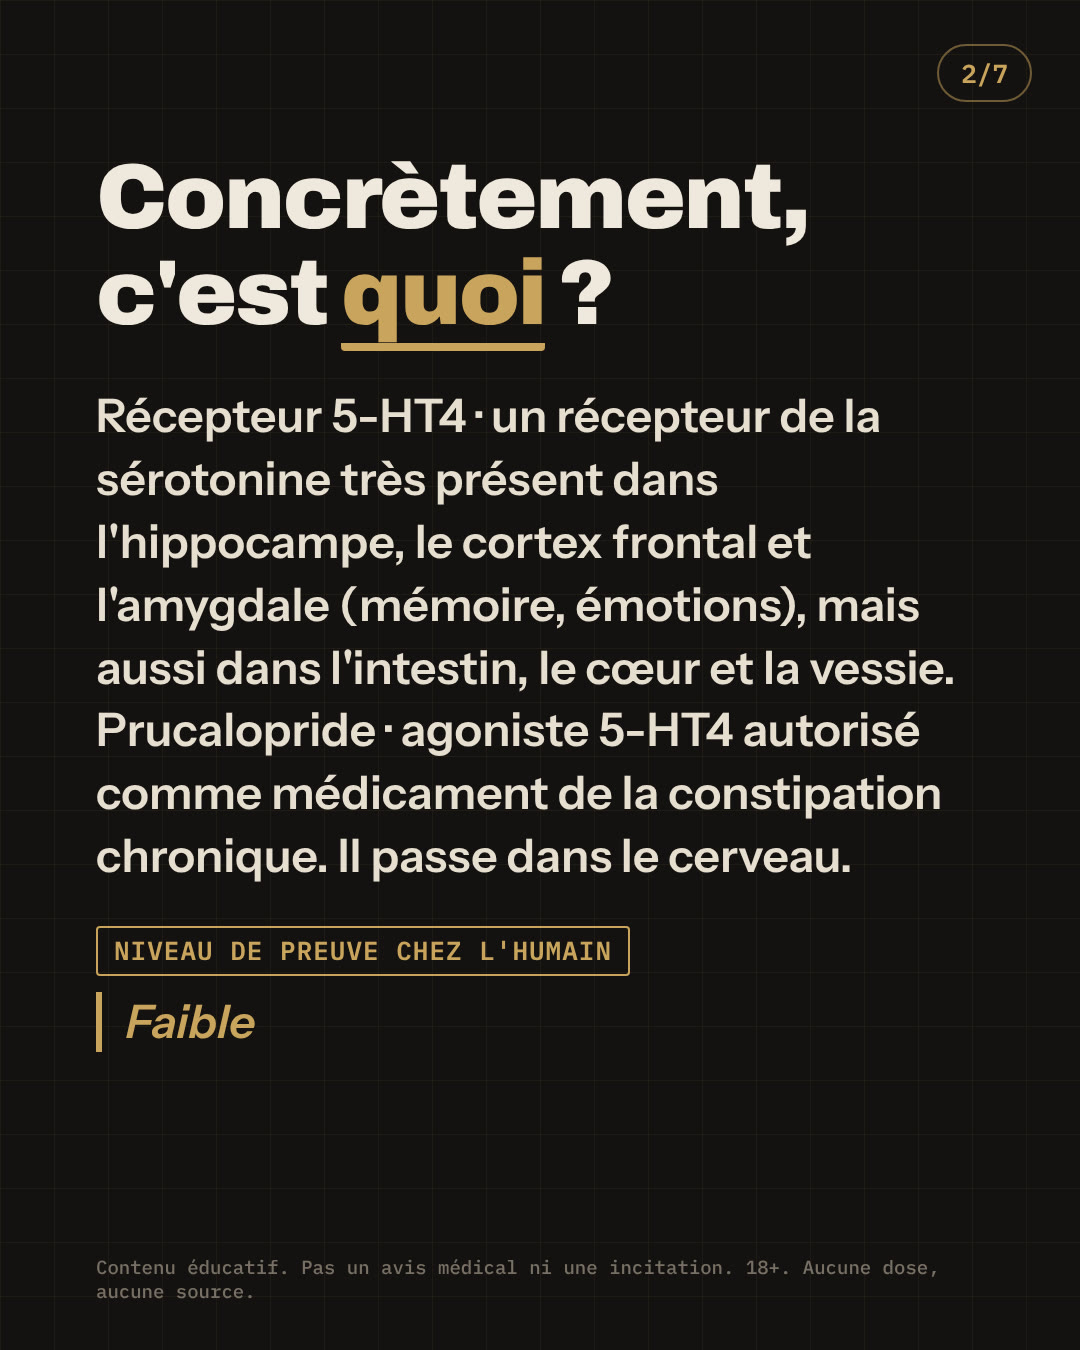 2/7
Concrètement,
c'est quoi ?
Récepteur 5-HT4 · un récepteur de la
sérotonine très présent dans
l'hippocampe, le cortex frontal et
l'amygdale (mémoire, émotions), mais
aussi dans l'intestin, le cœur et la vessie.
Prucalopride · agoniste 5-HT4 autorisé
comme médicament de la constipation
chronique. Il passe dans le cerveau.
NIVEAU DE PREUVE CHEZ L'HUMAIN
Faible
Contenu éducatif. Pas un avis médical ni une incitation. 18+. Aucune dose,
aucune source.